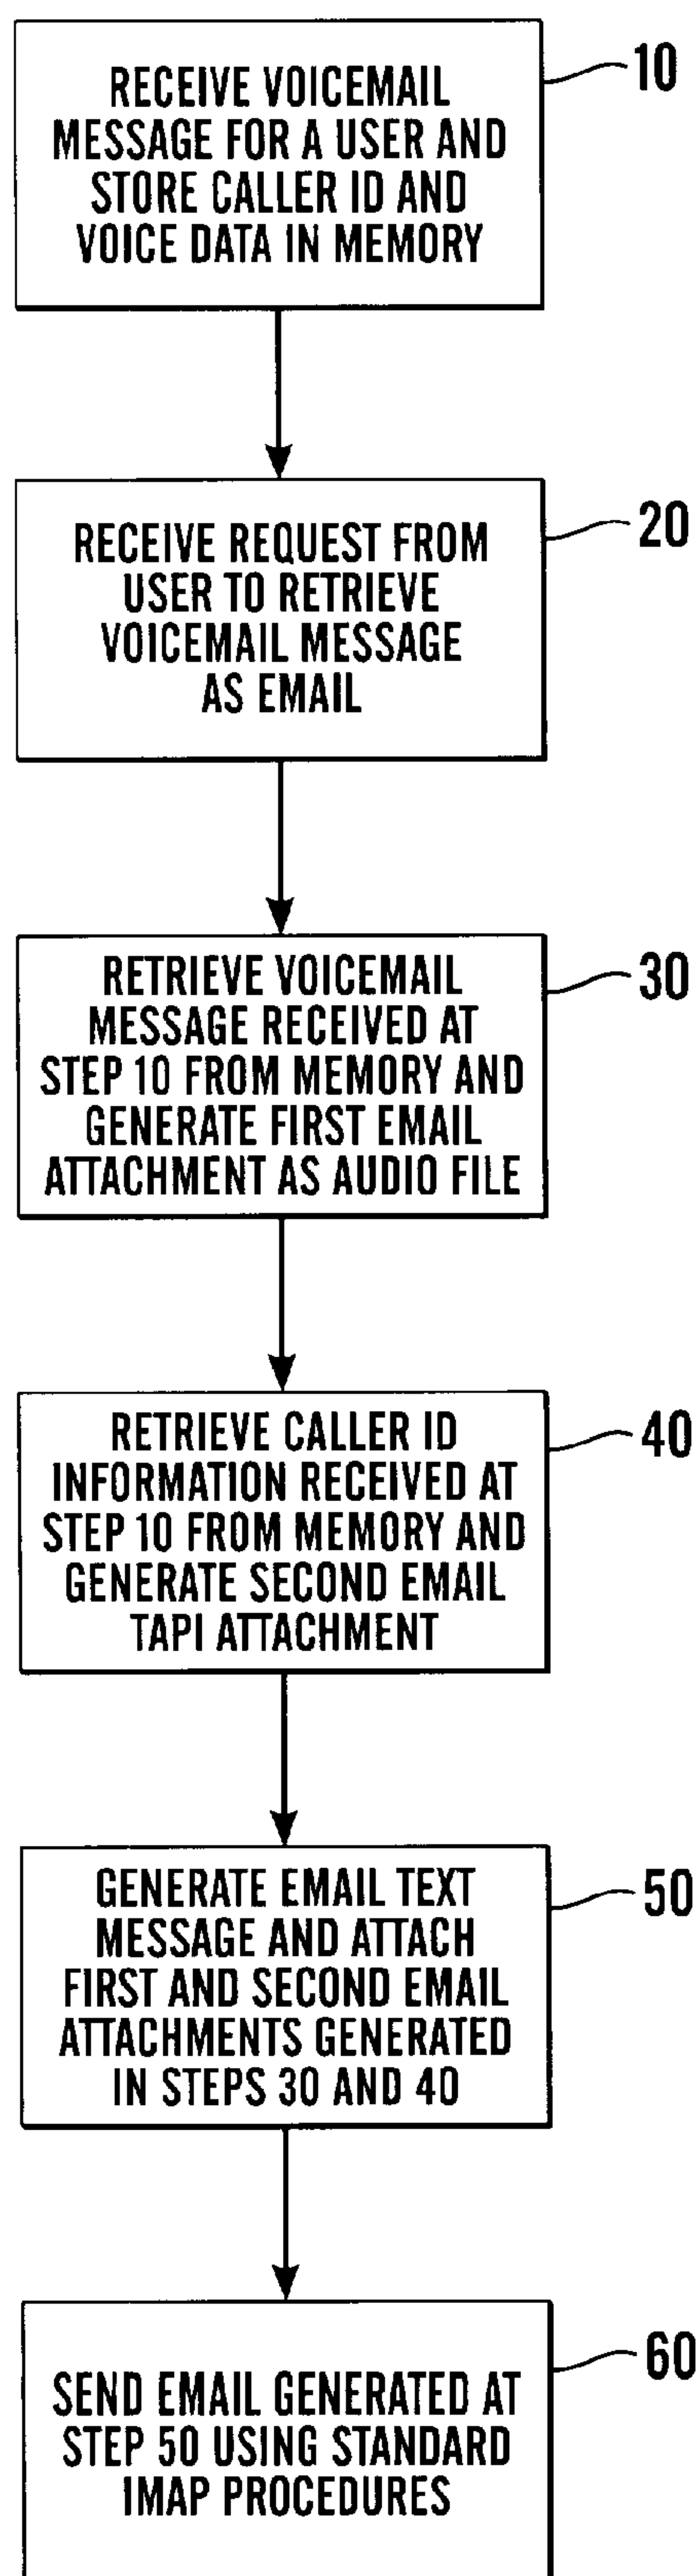 RECEIVE VOICEMAIL
MESSAGE FOR A USER AND
STORE CALLER ID AND
VOICE DATA IN MEMORY
10
RECEIVE REQUEST FROM
USER TO RETRIEVE
VOICEMAIL MESSAGE
AS EMAIL
20
RETRIEVE VOICEMAIL
MESSAGE RECEIVED AT
STEP 10 FROM MEMORY AND
GENERATE FIRST EMAIL
ATTACHMENT AS AUDIO FILE
30
RETRIEVE CALLER ID
INFORMATION RECEIVED AT
STEP 10 FROM MEMORY AND
GENERATE SECOND EMAIL
TAPI ATTACHMENT
40
GENERATE EMAIL TEXT
MESSAGE AND ATTACH
FIRST AND SECOND EMAIL
ATTACHMENTS GENERATED
IN STEPS 30 AND 40
50
SEND EMAIL GENERATED AT
STEP 50 USING STANDARD
IMAP PROCEDURES
60